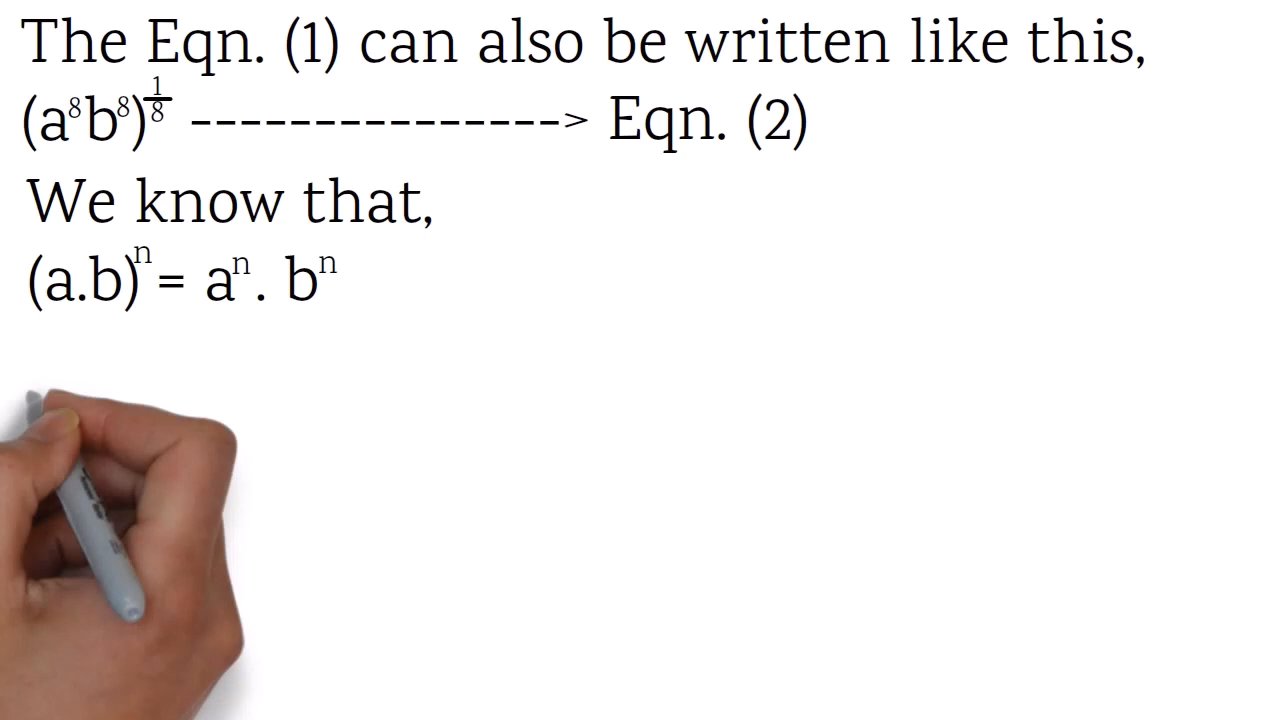 The Eqn. (1) can also be written like this,
(a⁸b⁸)^(1/8) ---------------> Eqn. (2)
We know that,
(a.b)ⁿ= aⁿ. bⁿ